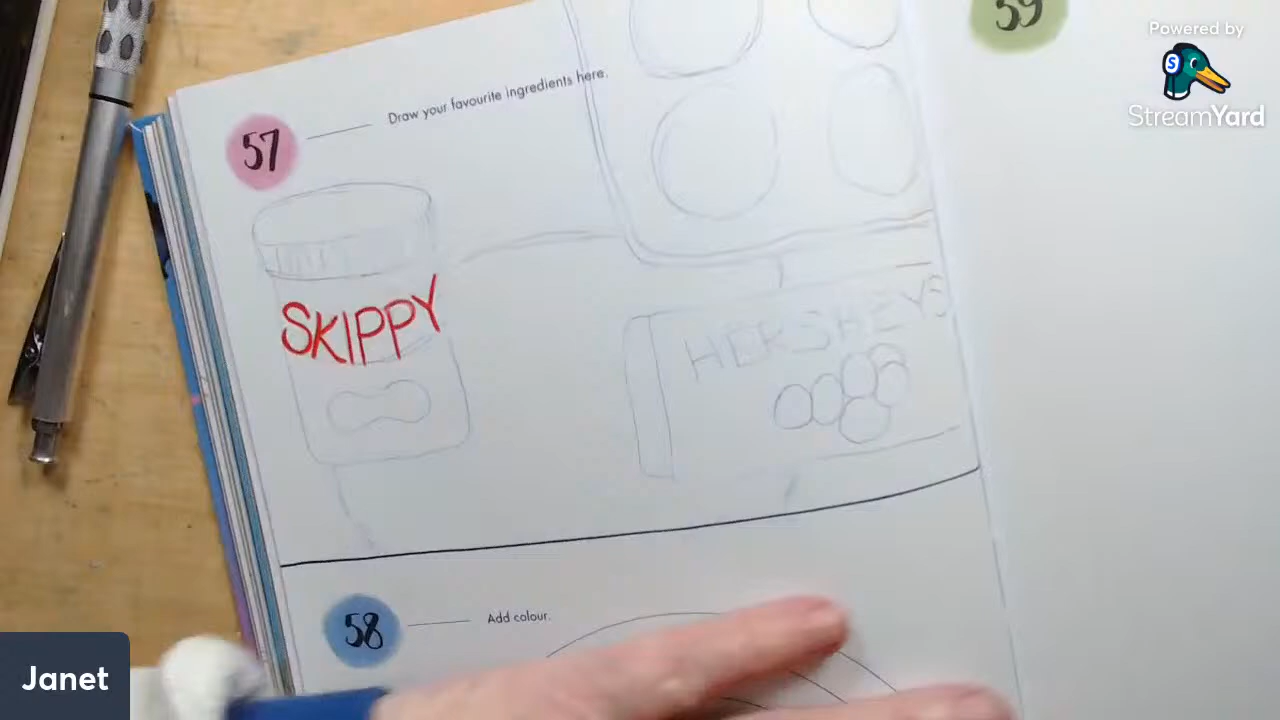 59
Powered by
S
StreamYard
57
Draw your favourite ingredients here.
SKIPPY
HERSHEYS
58
Add colour.
Janet